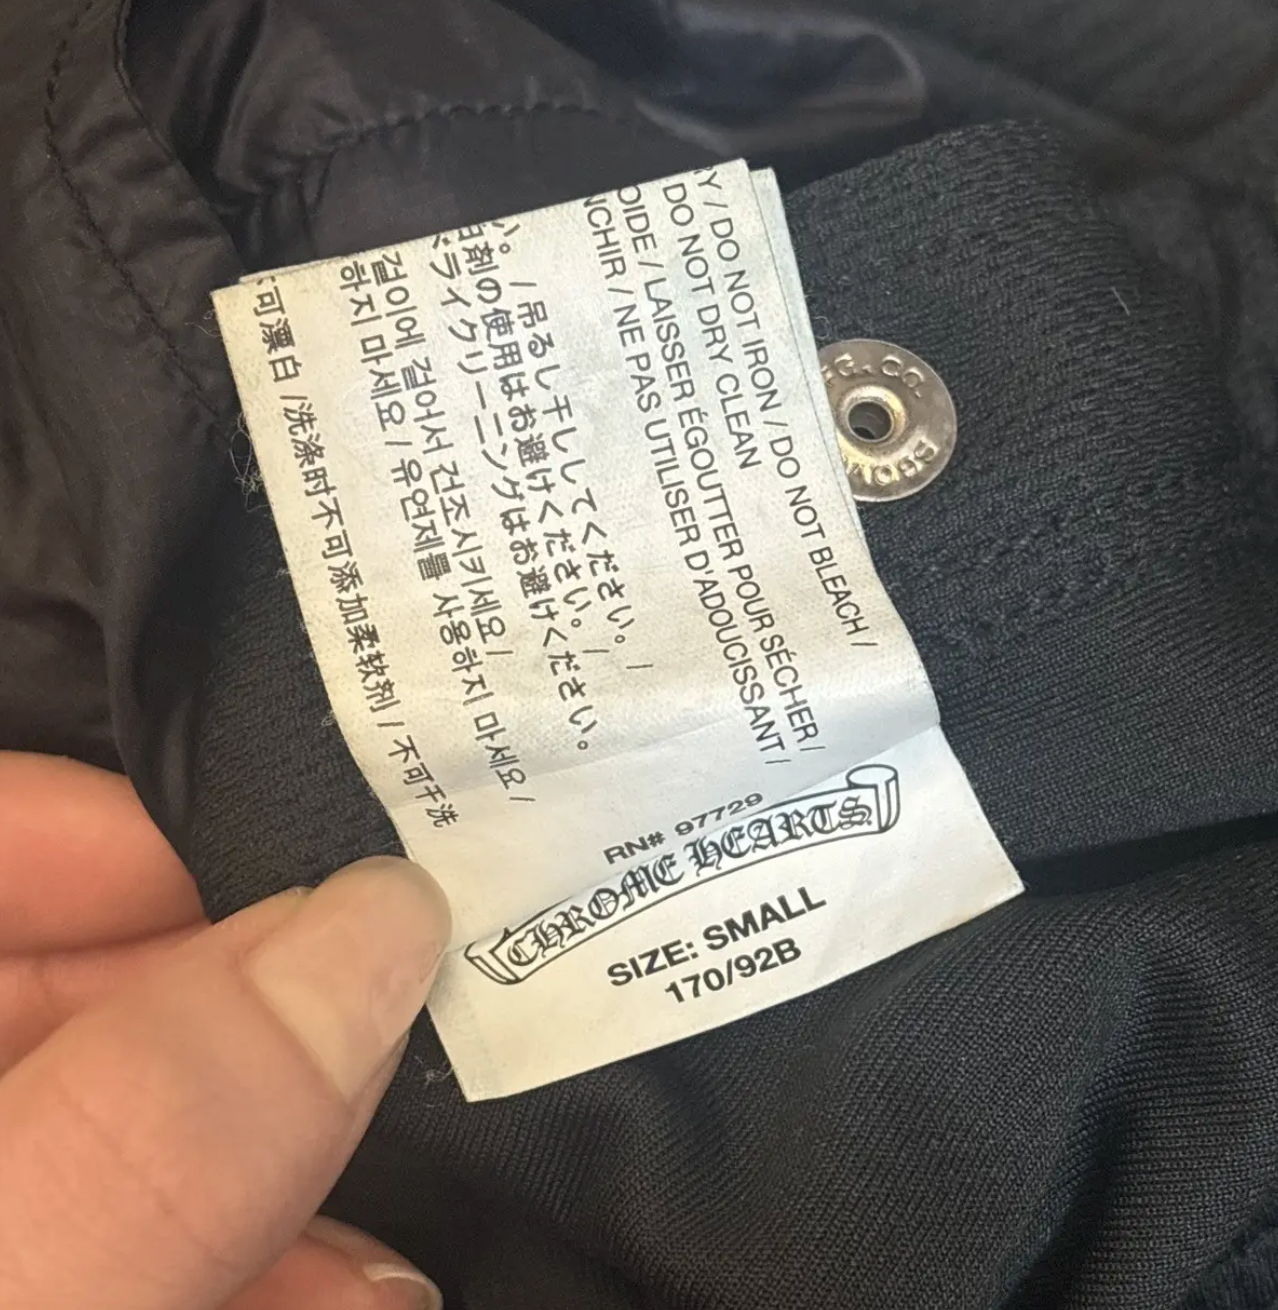 RN# 97729
CHROME HEARTS
SIZE: SMALL
170/92B
/ DO NOT IRON / DO NOT BLEACH /
DO NOT DRY CLEAN
/ LAISSER ÉGOUTTER POUR SÉCHER /
/ NE PAS UTILISER D'ADOUCISSANT /
い。 / 吊るし干ししてください。 /
剤の使用はお避けください。 /
ドライクリーニングはお避けください。
걸이에 걸어서 건조시키세요 /
하지 마세요 / 유연제를 사용하지 마세요 /
可漂白 / 洗涤时不可添加柔软剂 / 不可干洗
G. CO.